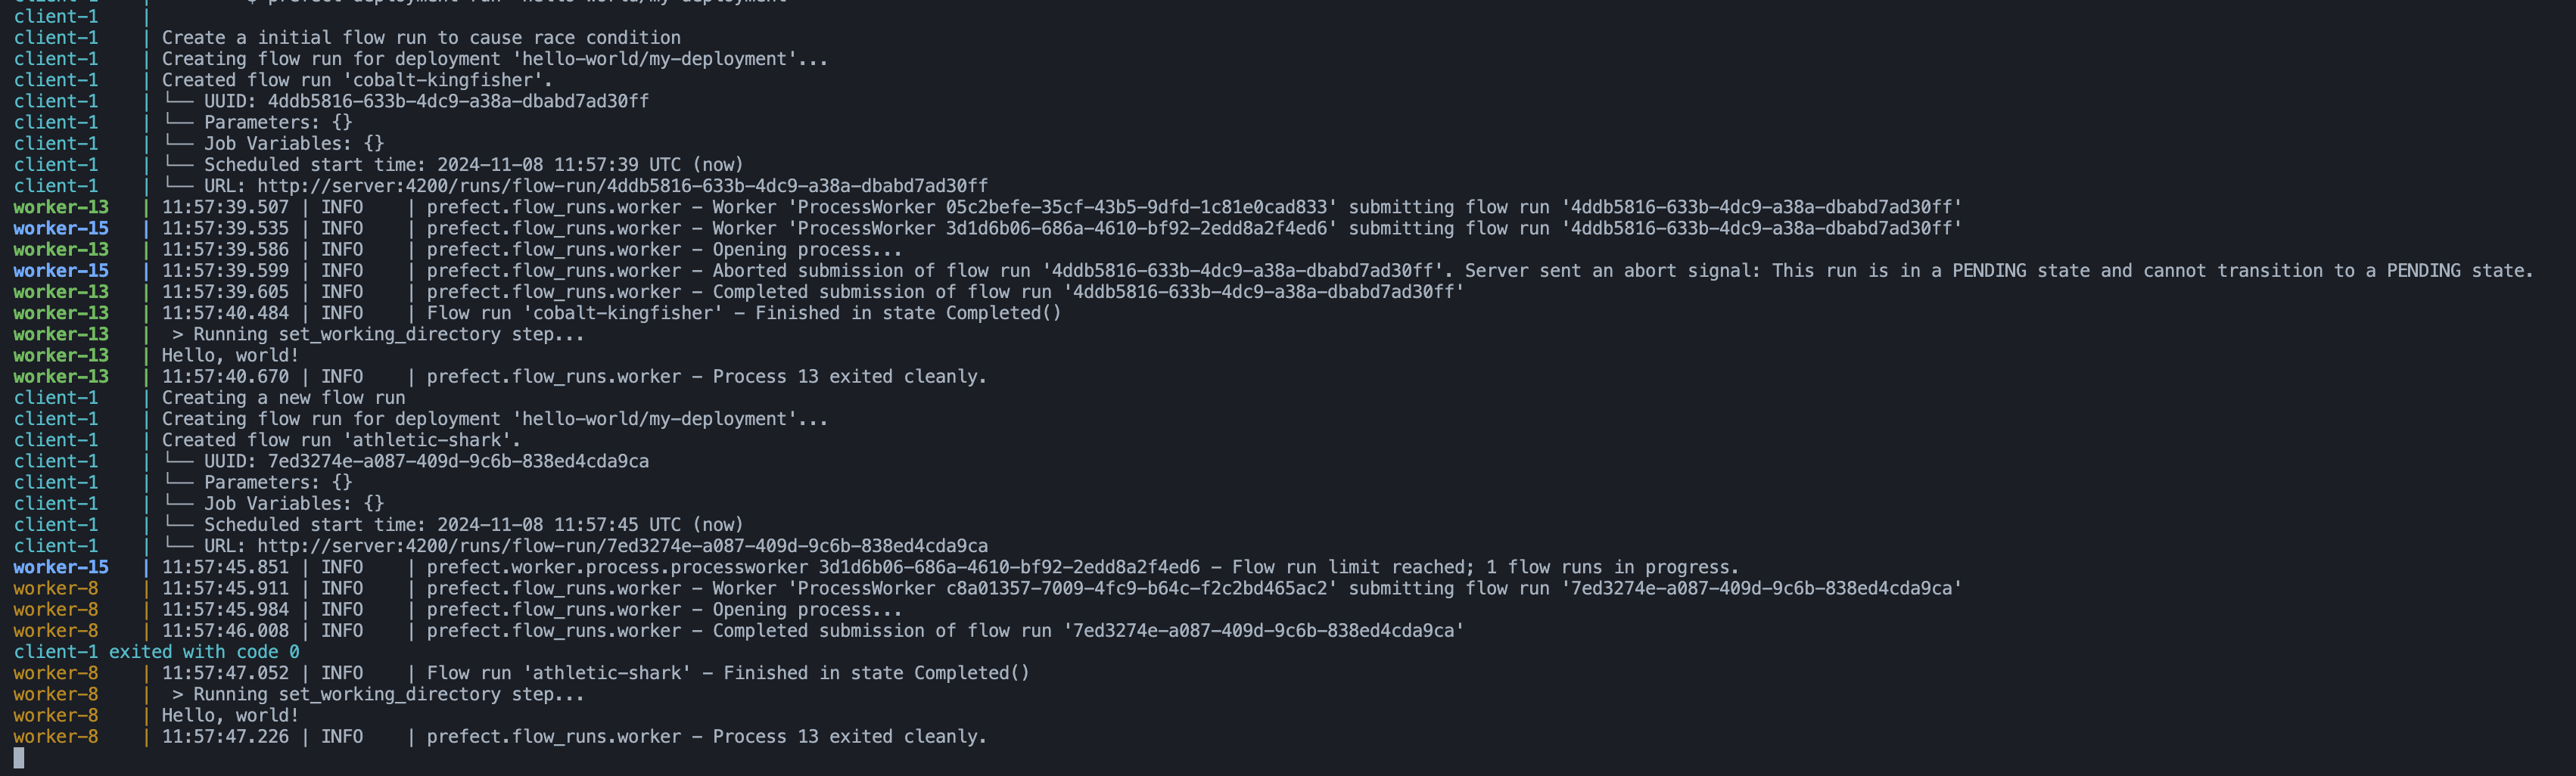 client-1    |         $ prefect deployment run 'hello-world/my-deployment'
client-1    |
client-1    | Create a initial flow run to cause race condition
client-1    | Creating flow run for deployment 'hello-world/my-deployment'...
client-1    | Created flow run 'cobalt-kingfisher'.
client-1    | └── UUID: 4ddb5816-633b-4dc9-a38a-dbabd7ad30ff
client-1    | └── Parameters: {}
client-1    | └── Job Variables: {}
client-1    | └── Scheduled start time: 2024-11-08 11:57:39 UTC (now)
client-1    | └── URL: http://server:4200/runs/flow-run/4ddb5816-633b-4dc9-a38a-dbabd7ad30ff
worker-13   | 11:57:39.507 | INFO    | prefect.flow_runs.worker - Worker 'ProcessWorker 05c2befe-35cf-43b5-9dfd-1c81e0cad833' submitting flow run '4ddb5816-633b-4dc9-a38a-dbabd7ad30ff'
worker-15   | 11:57:39.535 | INFO    | prefect.flow_runs.worker - Worker 'ProcessWorker 3d1d6b06-686a-4610-bf92-2edd8a2f4ed6' submitting flow run '4ddb5816-633b-4dc9-a38a-dbabd7ad30ff'
worker-13   | 11:57:39.586 | INFO    | prefect.flow_runs.worker - Opening process...
worker-15   | 11:57:39.599 | INFO    | prefect.flow_runs.worker - Aborted submission of flow run '4ddb5816-633b-4dc9-a38a-dbabd7ad30ff'. Server sent an abort signal: This run is in a PENDING state and cannot transition to a PENDING state.
worker-13   | 11:57:39.605 | INFO    | prefect.flow_runs.worker - Completed submission of flow run '4ddb5816-633b-4dc9-a38a-dbabd7ad30ff'
worker-13   | 11:57:40.484 | INFO    | Flow run 'cobalt-kingfisher' - Finished in state Completed()
worker-13   |  > Running set_working_directory step...
worker-13   | Hello, world!
worker-13   | 11:57:40.670 | INFO    | prefect.flow_runs.worker - Process 13 exited cleanly.
client-1    | Creating a new flow run
client-1    | Creating flow run for deployment 'hello-world/my-deployment'...
client-1    | Created flow run 'athletic-shark'.
client-1    | └── UUID: 7ed3274e-a087-409d-9c6b-838ed4cda9ca
client-1    | └── Parameters: {}
client-1    | └── Job Variables: {}
client-1    | └── Scheduled start time: 2024-11-08 11:57:45 UTC (now)
client-1    | └── URL: http://server:4200/runs/flow-run/7ed3274e-a087-409d-9c6b-838ed4cda9ca
worker-15   | 11:57:45.851 | INFO    | prefect.worker.process.processworker 3d1d6b06-686a-4610-bf92-2edd8a2f4ed6 - Flow run limit reached; 1 flow runs in progress.
worker-8    | 11:57:45.911 | INFO    | prefect.flow_runs.worker - Worker 'ProcessWorker c8a01357-7009-4fc9-b64c-f2c2bd465ac2' submitting flow run '7ed3274e-a087-409d-9c6b-838ed4cda9ca'
worker-8    | 11:57:45.984 | INFO    | prefect.flow_runs.worker - Opening process...
worker-8    | 11:57:46.008 | INFO    | prefect.flow_runs.worker - Completed submission of flow run '7ed3274e-a087-409d-9c6b-838ed4cda9ca'
client-1 exited with code 0
worker-8    | 11:57:47.052 | INFO    | Flow run 'athletic-shark' - Finished in state Completed()
worker-8    |  > Running set_working_directory step...
worker-8    | Hello, world!
worker-8    | 11:57:47.226 | INFO    | prefect.flow_runs.worker - Process 13 exited cleanly.